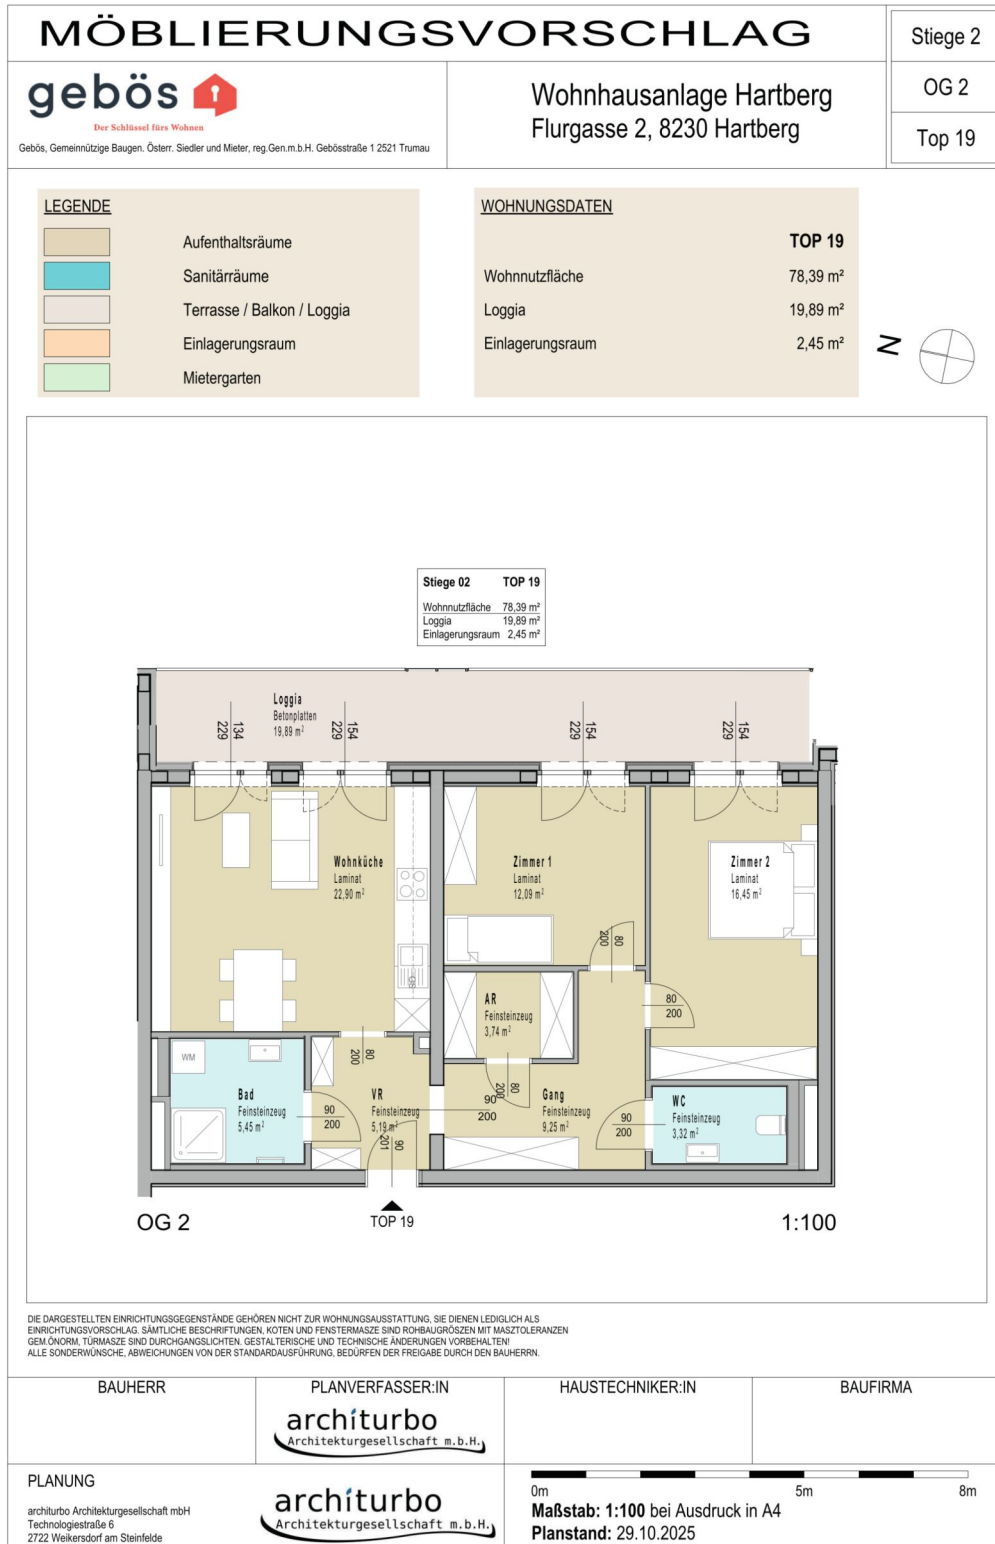 MÖBLIERUNGSVORSCHLAG
Stiege 2
OG 2
Top 19
gebös
Der Schlüssel fürs Wohnen
Gebös, Gemeinnützige Baugen. Österr. Siedler und Mieter, reg.Gen.m.b.H. Gebösstraße 1 2521 Trumau
Wohnhausanlage Hartberg
Flurgasse 2, 8230 Hartberg
LEGENDE
Aufenthaltsräume
Sanitärräume
Terrasse / Balkon / Loggia
Einlagerungsraum
Mietergarten
WOHNUNGSDATEN
TOP 19
Wohnnutzfläche 78,39 m²
Loggia 19,89 m²
Einlagerungsraum 2,45 m²
N
Stiege 02 TOP 19
Wohnnutzfläche 78,39 m²
Loggia 19,89 m²
Einlagerungsraum 2,45 m²
Loggia
Betonplatten
19,89 m²
134
229
154
229
154
229
154
229
Wohnküche
Laminat
22,90 m²
Zimmer 1
Laminat
12,09 m²
Zimmer 2
Laminat
16,45 m²
GS
80
200
80
200
AR
Feinsteinzeug
3,74 m²
80
200
80
200
WM
Bad
Feinsteinzeug
5,45 m²
90
200
VR
Feinsteinzeug
5,19 m²
90
201
90
200
Gang
Feinsteinzeug
9,25 m²
90
200
WC
Feinsteinzeug
3,32 m²
OG 2
TOP 19
1:100
DIE DARGESTELLTEN EINRICHTUNGSGEGENSTÄNDE GEHÖREN NICHT ZUR WOHNUNGSAUSSTATTUNG, SIE DIENEN LEDIGLICH ALS
EINRICHTUNGSVORSCHLAG. SÄMTLICHE BESCHRIFTUNGEN, KOTEN UND FENSTERMASZE SIND ROHBAUGRÖSZEN MIT MASZTOLERANZEN
GEM.ÖNORM, TÜRMASZE SIND DURCHGANGSLICHTEN. GESTALTERISCHE UND TECHNISCHE ÄNDERUNGEN VORBEHALTEN!
ALLE SONDERWÜNSCHE, ABWEICHUNGEN VON DER STANDARDAUSFÜHRUNG, BEDÜRFEN DER FREIGABE DURCH DEN BAUHERRN.
BAUHERR
PLANVERFASSER:IN
architurbo
Architekturgesellschaft m.b.H.
HAUSTECHNIKER:IN
BAUFIRMA
PLANUNG
architurbo Architekturgesellschaft mbH
Technologiestraße 6
2722 Weikersdorf am Steinfelde
architurbo
Architekturgesellschaft m.b.H.
0m 5m 8m
Maßstab: 1:100 bei Ausdruck in A4
Planstand: 29.10.2025